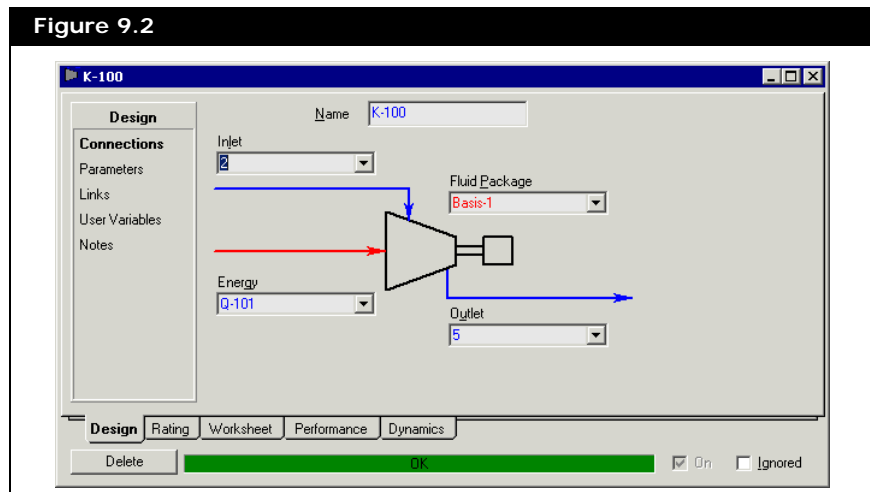 Figure 9.2
K-100
Design
Connections
Parameters
Links
User Variables
Notes
Name K-100
Inlet
2
Fluid Package
Basis-1
Energy
Q-101
Outlet
5
Design Rating Worksheet Performance Dynamics
Delete OK On Ignored